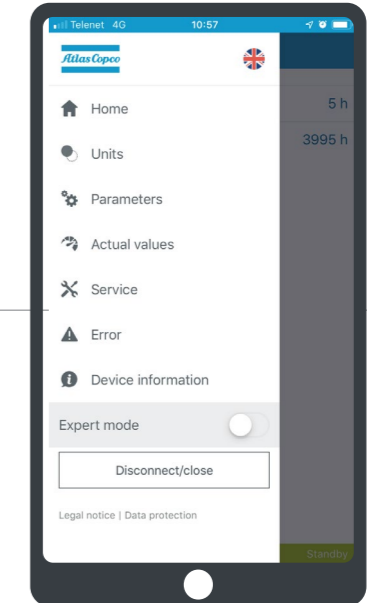 Telenet 4G 10:57
Atlas Copco
Home
5 h
Units
3995 h
Parameters
Actual values
Service
Error
Device information
Expert mode
Disconnect/close
Legal notice | Data protection
Standby